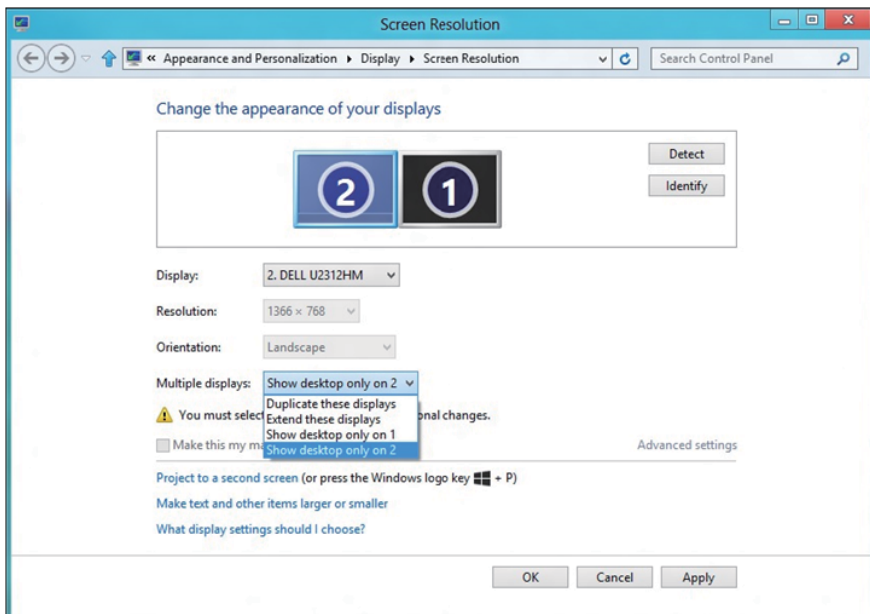 Screen Resolution
« Appearance and Personalization ▸ Display ▸ Screen Resolution
Search Control Panel
Change the appearance of your displays
2
1
Detect
Identify
Display: 2. DELL U2312HM
Resolution: 1366 × 768
Orientation: Landscape
Multiple displays: Show desktop only on 2
Duplicate these displays
You must selec onal changes.
Extend these displays
Show desktop only on 1
Make this my ma Show desktop only on 2 Advanced settings
Project to a second screen (or press the Windows logo key + P)
Make text and other items larger or smaller
What display settings should I choose?
OK Cancel Apply